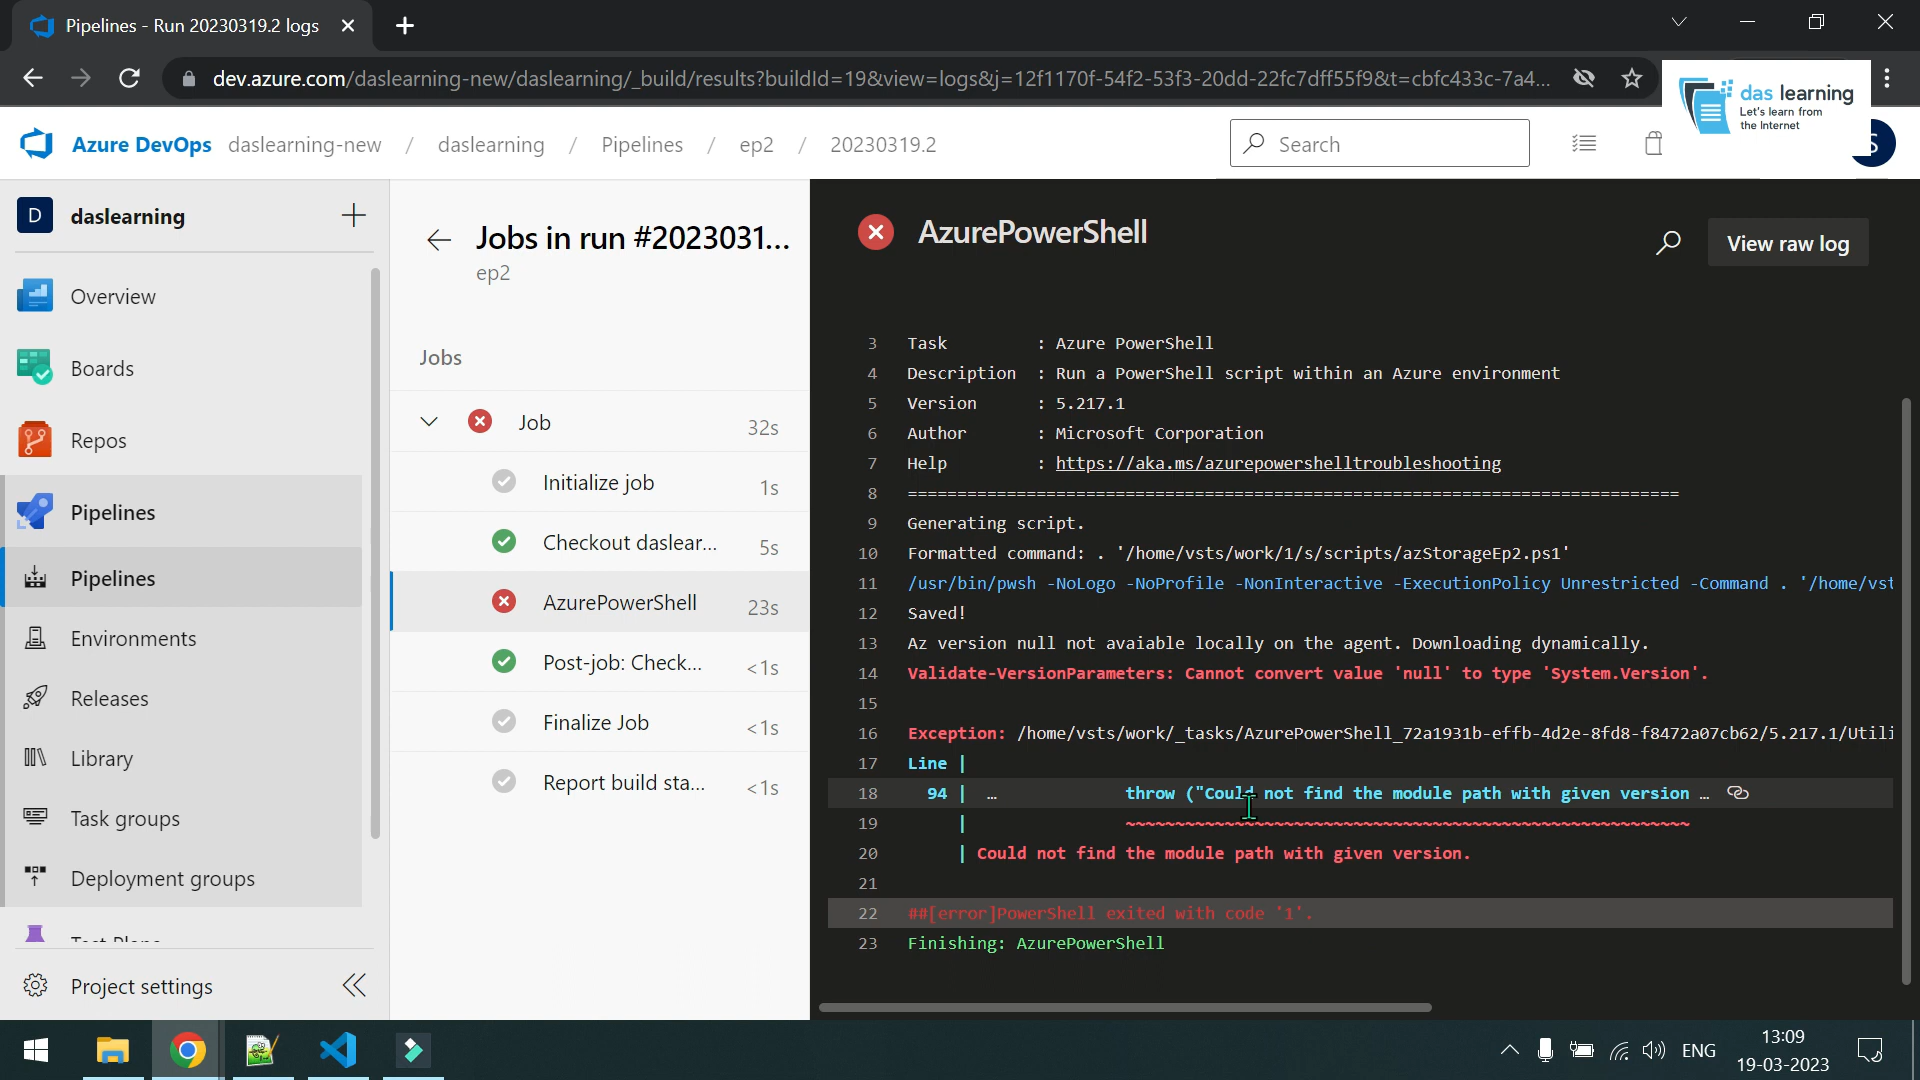 Pipelines - Run 20230319.2 logs
dev.azure.com/daslearning-new/daslearning/_build/results?buildId=19&view=logs&j=12f1170f-54f2-53f3-20dd-22fc7dff55f9&t=cbfc433c-7a4...
das learning
Let's learn from
the Internet
Azure DevOps daslearning-new / daslearning / Pipelines / ep2 / 20230319.2
Search
S
D daslearning
Overview
Boards
Repos
Pipelines
Pipelines
Environments
Releases
Library
Task groups
Deployment groups
Project settings
Jobs in run #2023031...
ep2
Jobs
Job 32s
Initialize job 1s
Checkout daslear... 5s
AzurePowerShell 23s
Post-job: Check... <1s
Finalize Job <1s
Report build sta... <1s
AzurePowerShell
View raw log
3 Task : Azure PowerShell
4 Description : Run a PowerShell script within an Azure environment
5 Version : 5.217.1
6 Author : Microsoft Corporation
7 Help : https://aka.ms/azurepowershelltroubleshooting
8 ==============================================================================
9 Generating script.
10 Formatted command: . '/home/vsts/work/1/s/scripts/azStorageEp2.ps1'
11 /usr/bin/pwsh -NoLogo -NoProfile -NonInteractive -ExecutionPolicy Unrestricted -Command . '/home/vst
12 Saved!
13 Az version null not avaiable locally on the agent. Downloading dynamically.
14 Validate-VersionParameters: Cannot convert value 'null' to type 'System.Version'.
15
16 Exception: /home/vsts/work/_tasks/AzurePowerShell_72a1931b-effb-4d2e-8fd8-f8472a07cb62/5.217.1/Utili
17 Line |
18 94 | … throw ("Could not find the module path with given version …
19 | ~~~~~~~~~~~~~~~~~~~~~~~~~~~~~~~~~~~~~~~~~~~~~~~~~~~~~~~~~
20 | Could not find the module path with given version.
21
22 ##[error]PowerShell exited with code '1'.
23 Finishing: AzurePowerShell
ENG
13:09
19-03-2023